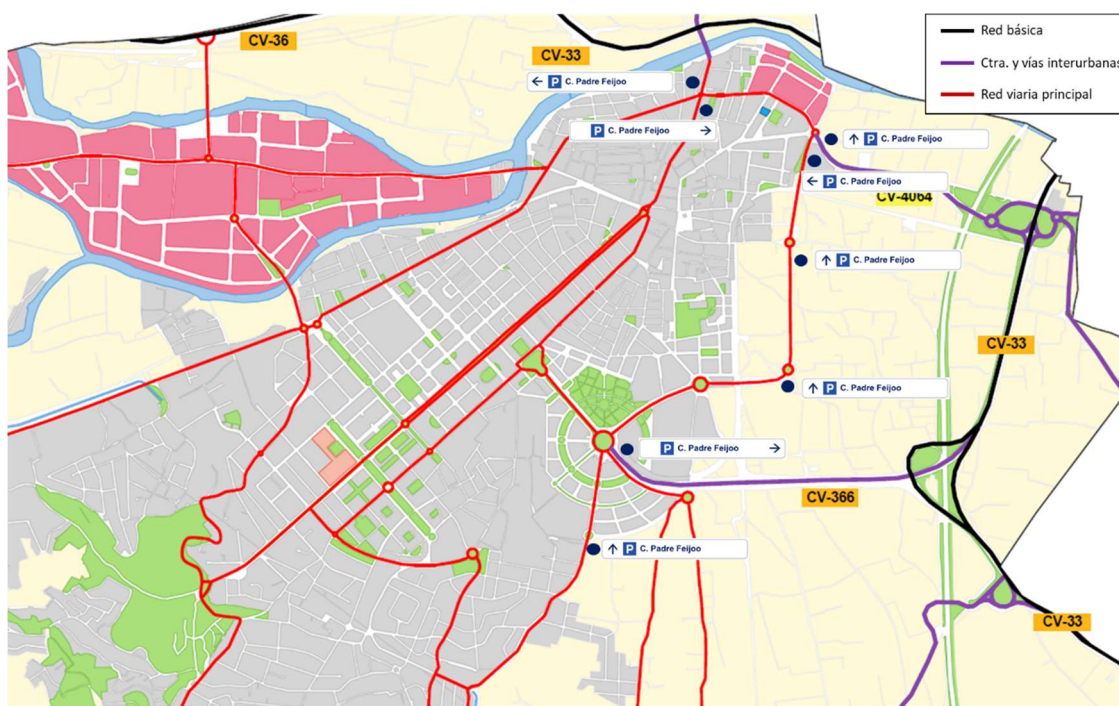 Red básica
Ctra. y vías interurbanas
Red viaria principal
CV-36
CV-33
← P C. Padre Feijoo
P C. Padre Feijoo →
↑ P C. Padre Feijoo
← P C. Padre Feijoo
CV-4064
↑ P C. Padre Feijoo
CV-33
↑ P C. Padre Feijoo
P C. Padre Feijoo →
CV-366
↑ P C. Padre Feijoo
CV-33